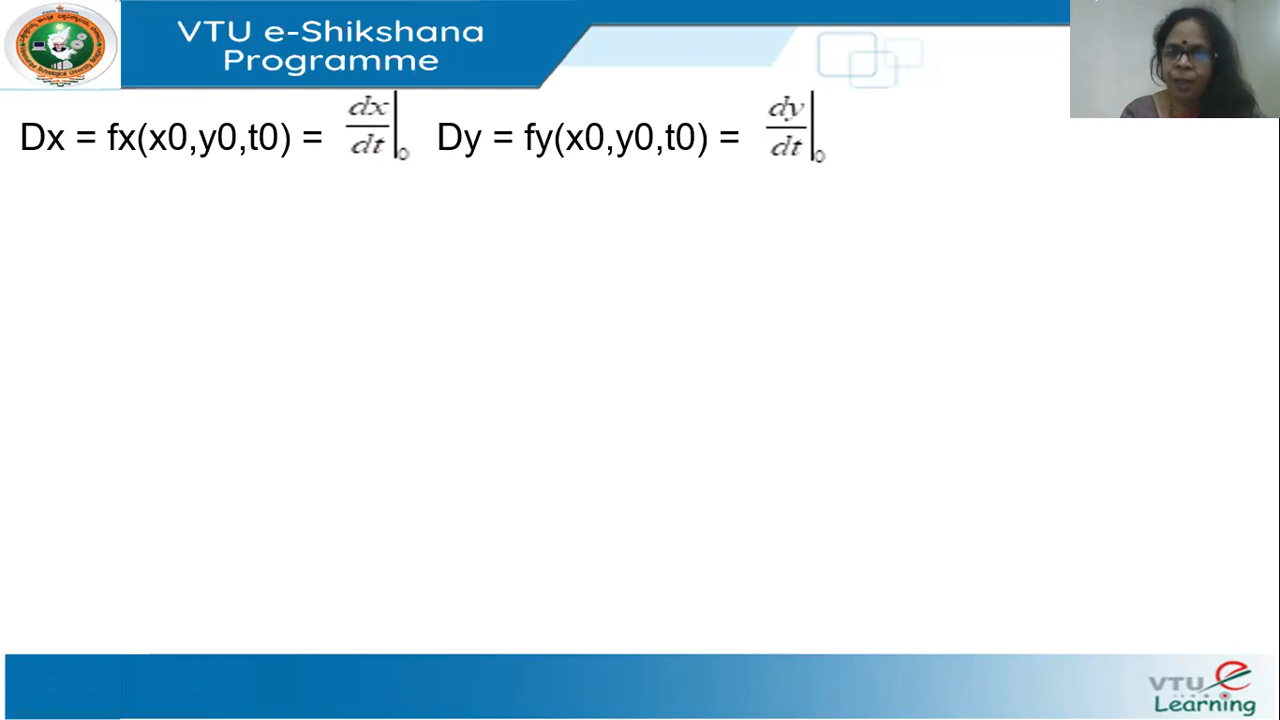 VTU e-Shikshana
Programme
Dx = fx(x0,y0,t0) = dx/dt|0 Dy = fy(x0,y0,t0) = dy/dt|0
VTU e
Learning